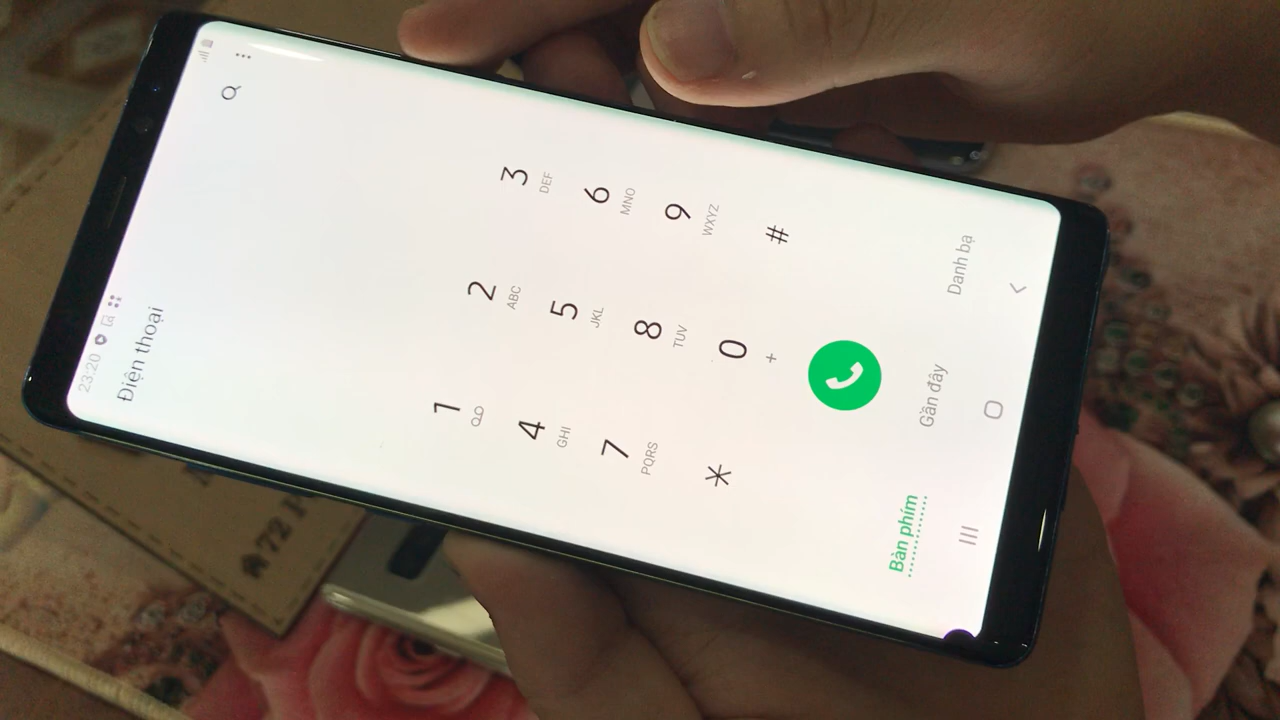 23:20
Điện thoại
1 2 3
ABC DEF
4 5 6
GHI JKL MNO
7 8 9
PQRS TUV WXYZ
* 0 #
+
Bàn phím Gần đây Danh bạ
72